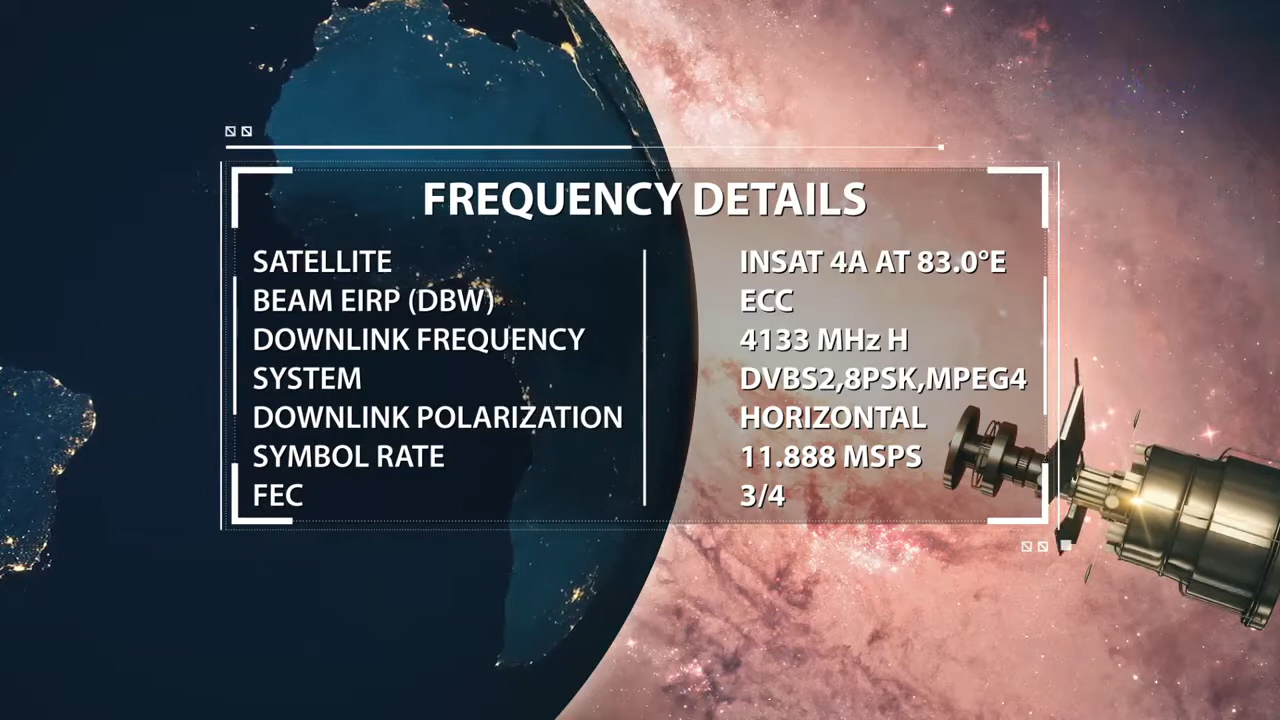 FREQUENCY DETAILS
SATELLITE INSAT 4A AT 83.0°E
BEAM EIRP (DBW) ECC
DOWNLINK FREQUENCY 4133 MHz H
SYSTEM DVBS2,8PSK,MPEG4
DOWNLINK POLARIZATION HORIZONTAL
SYMBOL RATE 11.888 MSPS
FEC 3/4